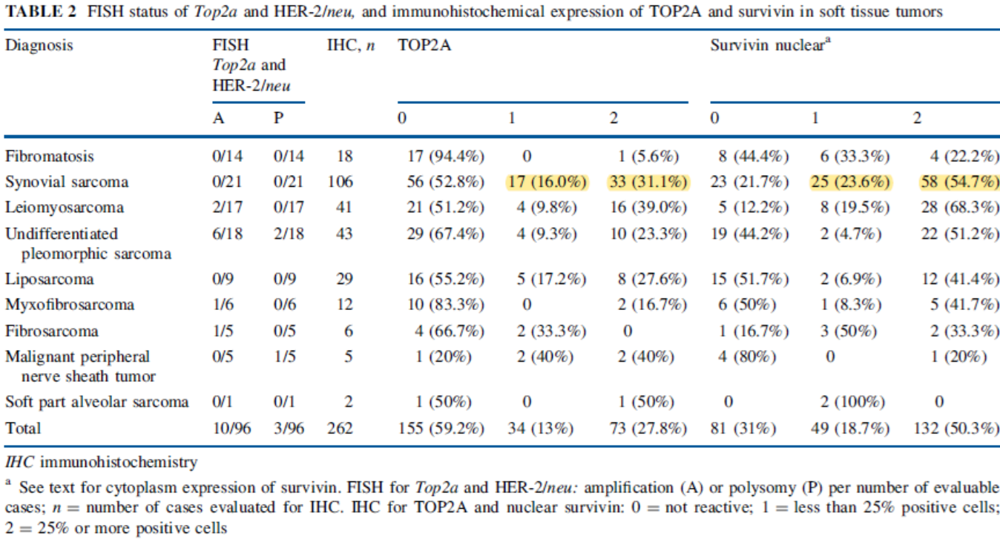 TABLE 2 FISH status of Top2a and HER-2/neu, and immunohistochemical expression of TOP2A and survivin in soft tissue tumors
Diagnosis FISH IHC, n TOP2A Survivin nuclear^a
Top2a and
HER-2/neu
A P 0 1 2 0 1 2
Fibromatosis 0/14 0/14 18 17 (94.4%) 0 1 (5.6%) 8 (44.4%) 6 (33.3%) 4 (22.2%)
Synovial sarcoma 0/21 0/21 106 56 (52.8%) 17 (16.0%) 33 (31.1%) 23 (21.7%) 25 (23.6%) 58 (54.7%)
Leiomyosarcoma 2/17 0/17 41 21 (51.2%) 4 (9.8%) 16 (39.0%) 5 (12.2%) 8 (19.5%) 28 (68.3%)
Undifferentiated 6/18 2/18 43 29 (67.4%) 4 (9.3%) 10 (23.3%) 19 (44.2%) 2 (4.7%) 22 (51.2%)
pleomorphic sarcoma
Liposarcoma 0/9 0/9 29 16 (55.2%) 5 (17.2%) 8 (27.6%) 15 (51.7%) 2 (6.9%) 12 (41.4%)
Myxofibrosarcoma 1/6 0/6 12 10 (83.3%) 0 2 (16.7%) 6 (50%) 1 (8.3%) 5 (41.7%)
Fibrosarcoma 1/5 0/5 6 4 (66.7%) 2 (33.3%) 0 1 (16.7%) 3 (50%) 2 (33.3%)
Malignant peripheral 0/5 1/5 5 1 (20%) 2 (40%) 2 (40%) 4 (80%) 0 1 (20%)
nerve sheath tumor
Soft part alveolar sarcoma 0/1 0/1 2 1 (50%) 0 1 (50%) 0 2 (100%) 0
Total 10/96 3/96 262 155 (59.2%) 34 (13%) 73 (27.8%) 81 (31%) 49 (18.7%) 132 (50.3%)
IHC immunohistochemistry
a See text for cytoplasm expression of survivin. FISH for Top2a and HER-2/neu: amplification (A) or polysomy (P) per number of evaluable
cases; n = number of cases evaluated for IHC. IHC for TOP2A and nuclear survivin: 0 = not reactive; 1 = less than 25% positive cells;
2 = 25% or more positive cells